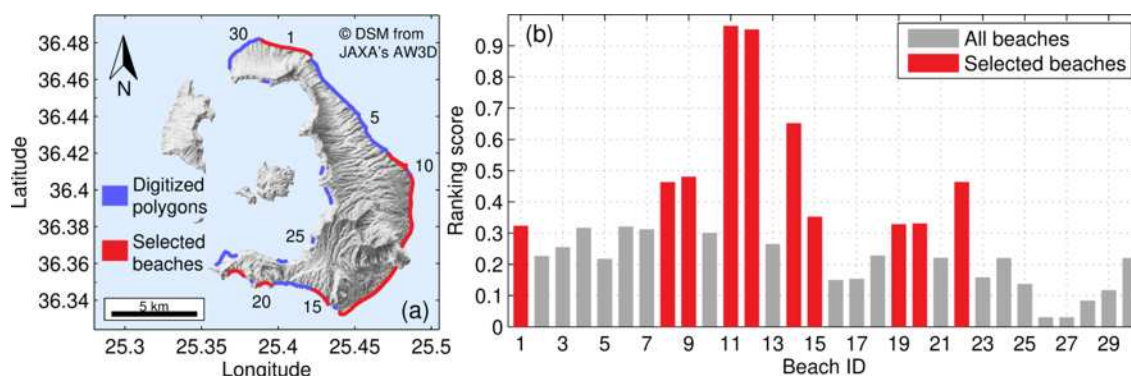 © DSM from
JAXA's AW3D
30
1
5
10
15
20
25
N
Digitized
polygons
Selected
beaches
5 km
(a)
36.48
36.46
36.44
36.42
36.4
36.38
36.36
36.34
Latitude
25.3
25.35
25.4
25.45
25.5
Longitude
(b)
All beaches
Selected beaches
0.9
0.8
0.7
0.6
0.5
0.4
0.3
0.2
0.1
0
Ranking score
1 3 5 7 9 11 13 15 17 19 21 23 25 27 29
Beach ID